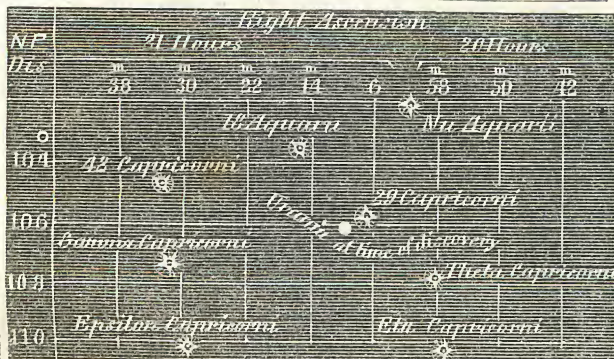 Right Ascension
N P 21 Hours 20 Hours
Dis
m m m m m m m m
38 30 22 14 6 58 50 42
Nu Aquarii
18 Aquarii
o
104
42 Capricorni
29 Capricorni
106
Urania at time of discovery
Gamma Capricorni
108
Theta Capricorni
Epsilon Capricorni Eta Capricorni
110